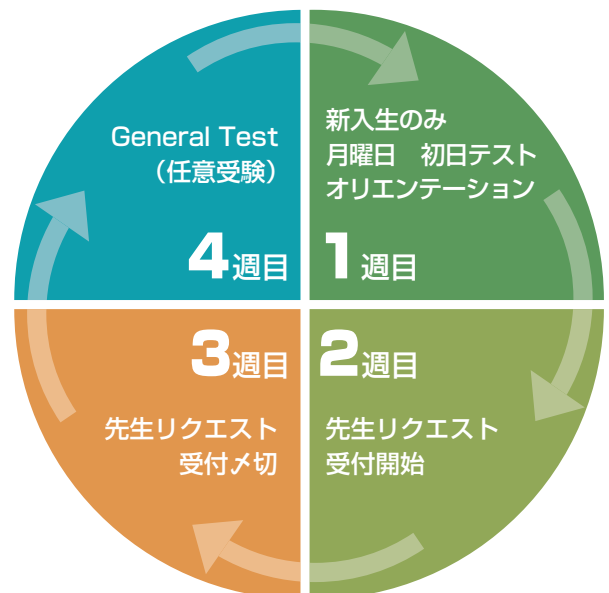 新入生のみ
月曜日　初日テスト
オリエンテーション
1週目
2週目
先生リクエスト
受付開始
3週目
先生リクエスト
受付〆切
General Test
（任意受験）
4週目